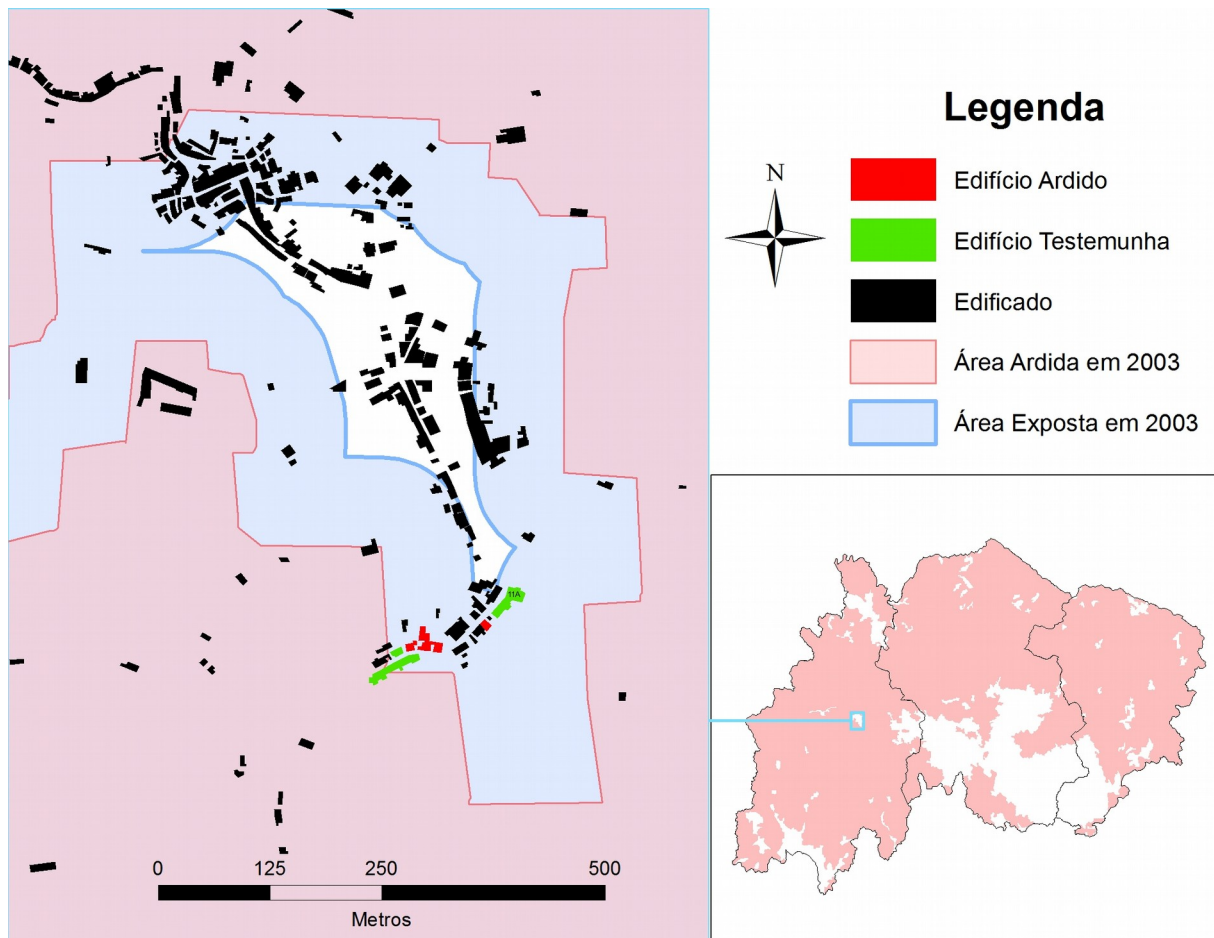 Legenda
N
Edifício Ardido
Edifício Testemunha
Edificado
Área Ardida em 2003
Área Exposta em 2003
11A
0
125
250
500
Metros